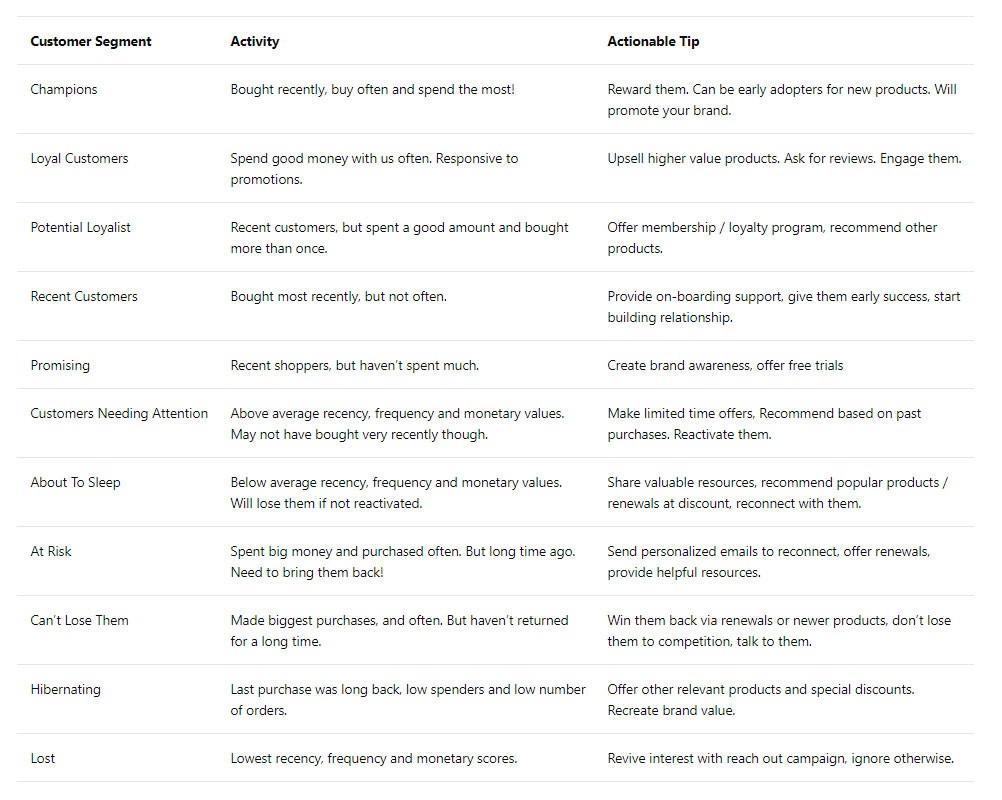 Customer Segment Activity Actionable Tip
Champions Bought recently, buy often and spend the most! Reward them. Can be early adopters for new products. Will
promote your brand.
Loyal Customers Spend good money with us often. Responsive to Upsell higher value products. Ask for reviews. Engage them.
promotions.
Potential Loyalist Recent customers, but spent a good amount and bought Offer membership / loyalty program, recommend other
more than once. products.
Recent Customers Bought most recently, but not often. Provide on-boarding support, give them early success, start
building relationship.
Promising Recent shoppers, but haven't spent much. Create brand awareness, offer free trials
Customers Needing Attention Above average recency, frequency and monetary values. Make limited time offers, Recommend based on past
May not have bought very recently though. purchases. Reactivate them.
About To Sleep Below average recency, frequency and monetary values. Share valuable resources, recommend popular products /
Will lose them if not reactivated. renewals at discount, reconnect with them.
At Risk Spent big money and purchased often. But long time ago. Send personalized emails to reconnect, offer renewals,
Need to bring them back! provide helpful resources.
Can't Lose Them Made biggest purchases, and often. But haven't returned Win them back via renewals or newer products, don't lose
for a long time. them to competition, talk to them.
Hibernating Last purchase was long back, low spenders and low number Offer other relevant products and special discounts.
of orders. Recreate brand value.
Lost Lowest recency, frequency and monetary scores. Revive interest with reach out campaign, ignore otherwise.